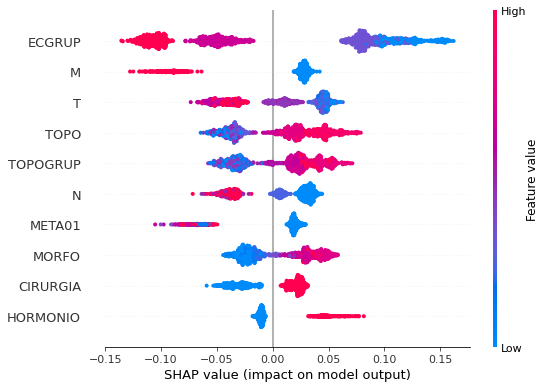 High
ECGRUP
M
T
TOPO
TOPOGRUP
N
META01
MORFO
CIRURGIA
HORMONIO
Feature value
Low
−0.15 −0.10 −0.05 0.00 0.05 0.10 0.15
SHAP value (impact on model output)